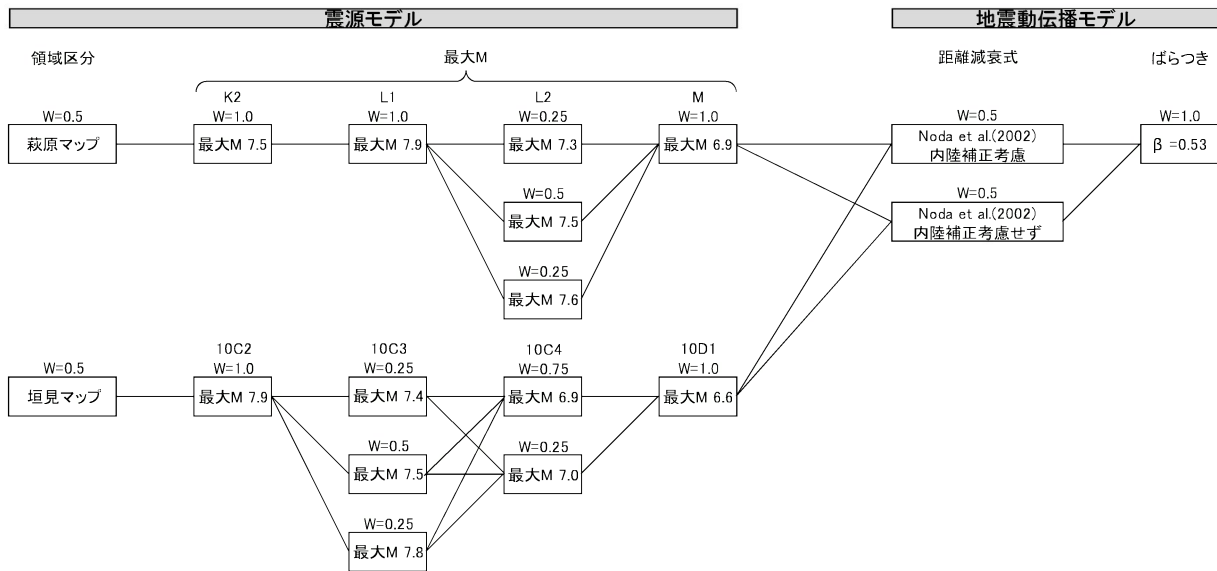 震源モデル
地震動伝播モデル
領域区分
最大M
距離減衰式
ばらつき
K2
L1
L2
M
W=0.5
W=1.0
W=1.0
W=0.25
W=1.0
W=0.5
W=1.0
萩原マップ
最大M 7.5
最大M 7.9
最大M 7.3
最大M 6.9
Noda et al.(2002)
内陸補正考慮
β =0.53
W=0.5
最大M 7.5
W=0.5
Noda et al.(2002)
内陸補正考慮せず
W=0.25
最大M 7.6
10C2
10C3
10C4
10D1
W=0.5
W=1.0
W=0.25
W=0.75
W=1.0
垣見マップ
最大M 7.9
最大M 7.4
最大M 6.9
最大M 6.6
W=0.5
最大M 7.5
W=0.25
最大M 7.0
W=0.25
最大M 7.8